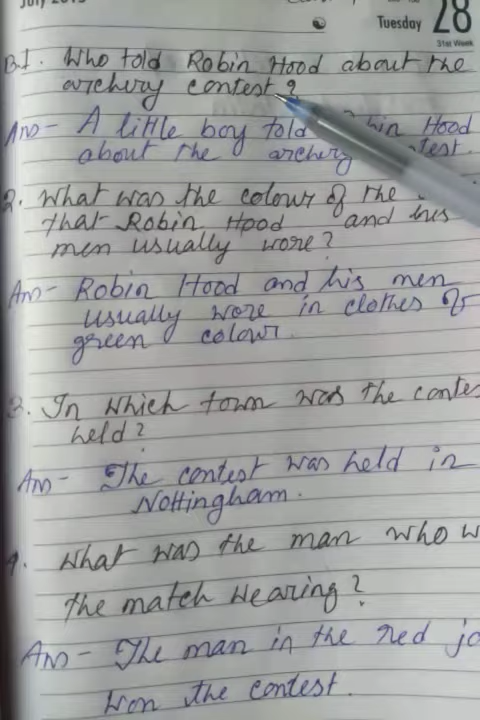 July 2015
Tuesday 28
31st Week
B1. Who told Robin Hood about the
archery contest?
Ans- A little boy told Hood
about the archery
2. What was the colour of the
that Robin Hood and his
men usually wore?
Ans- Robin Hood and his men
usually wore in clothes of
green colour.
3. In which town was the
held?
Ans- The contest was held in
Nottingham.
4. What was the man who
the match wearing?
Ans- The man in the red
won the contest.